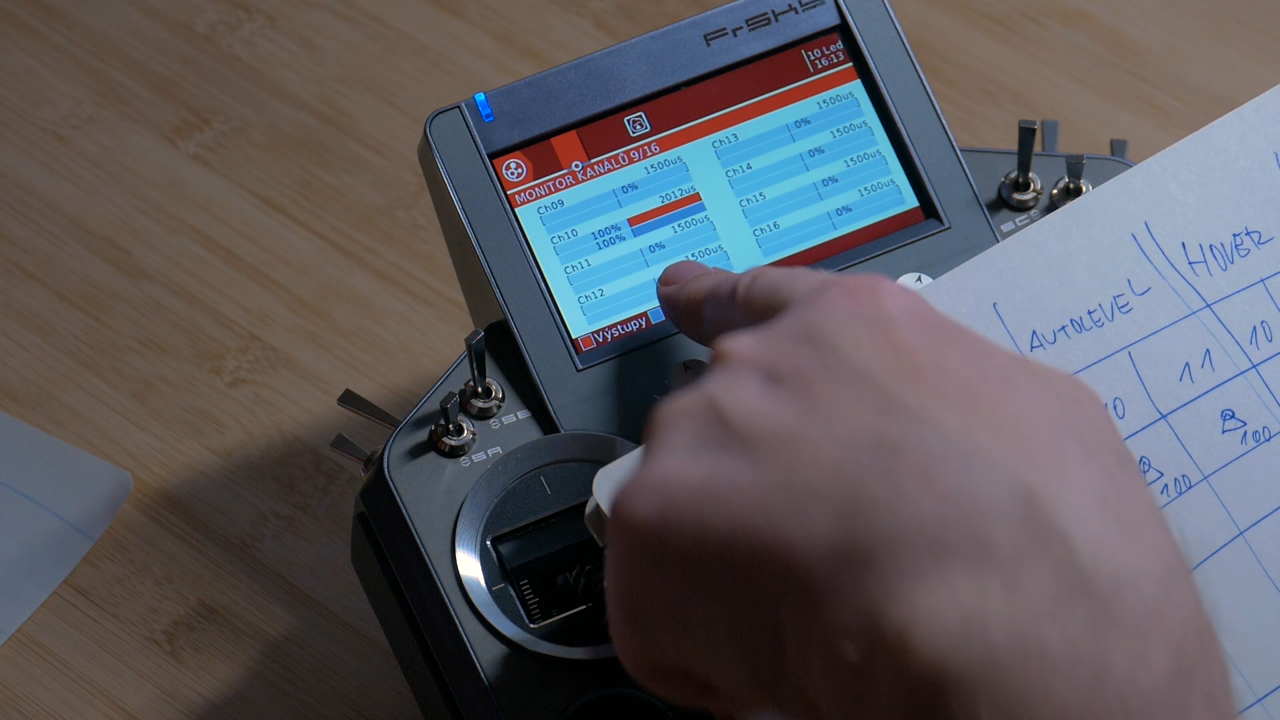 FrSKY
10 Led
16:13
MONITOR KANÁLŮ 9/16
Ch09 0% 1500us
Ch10 100% 2012us
100%
Ch11 0% 1500us
Ch12 1500us
Ch13 0% 1500us
Ch14 0% 1500us
Ch15 0% 1500us
Ch16 0% 1500us
Výstupy
SA
AUTOLEVEL
HOVER
11
10
100
100